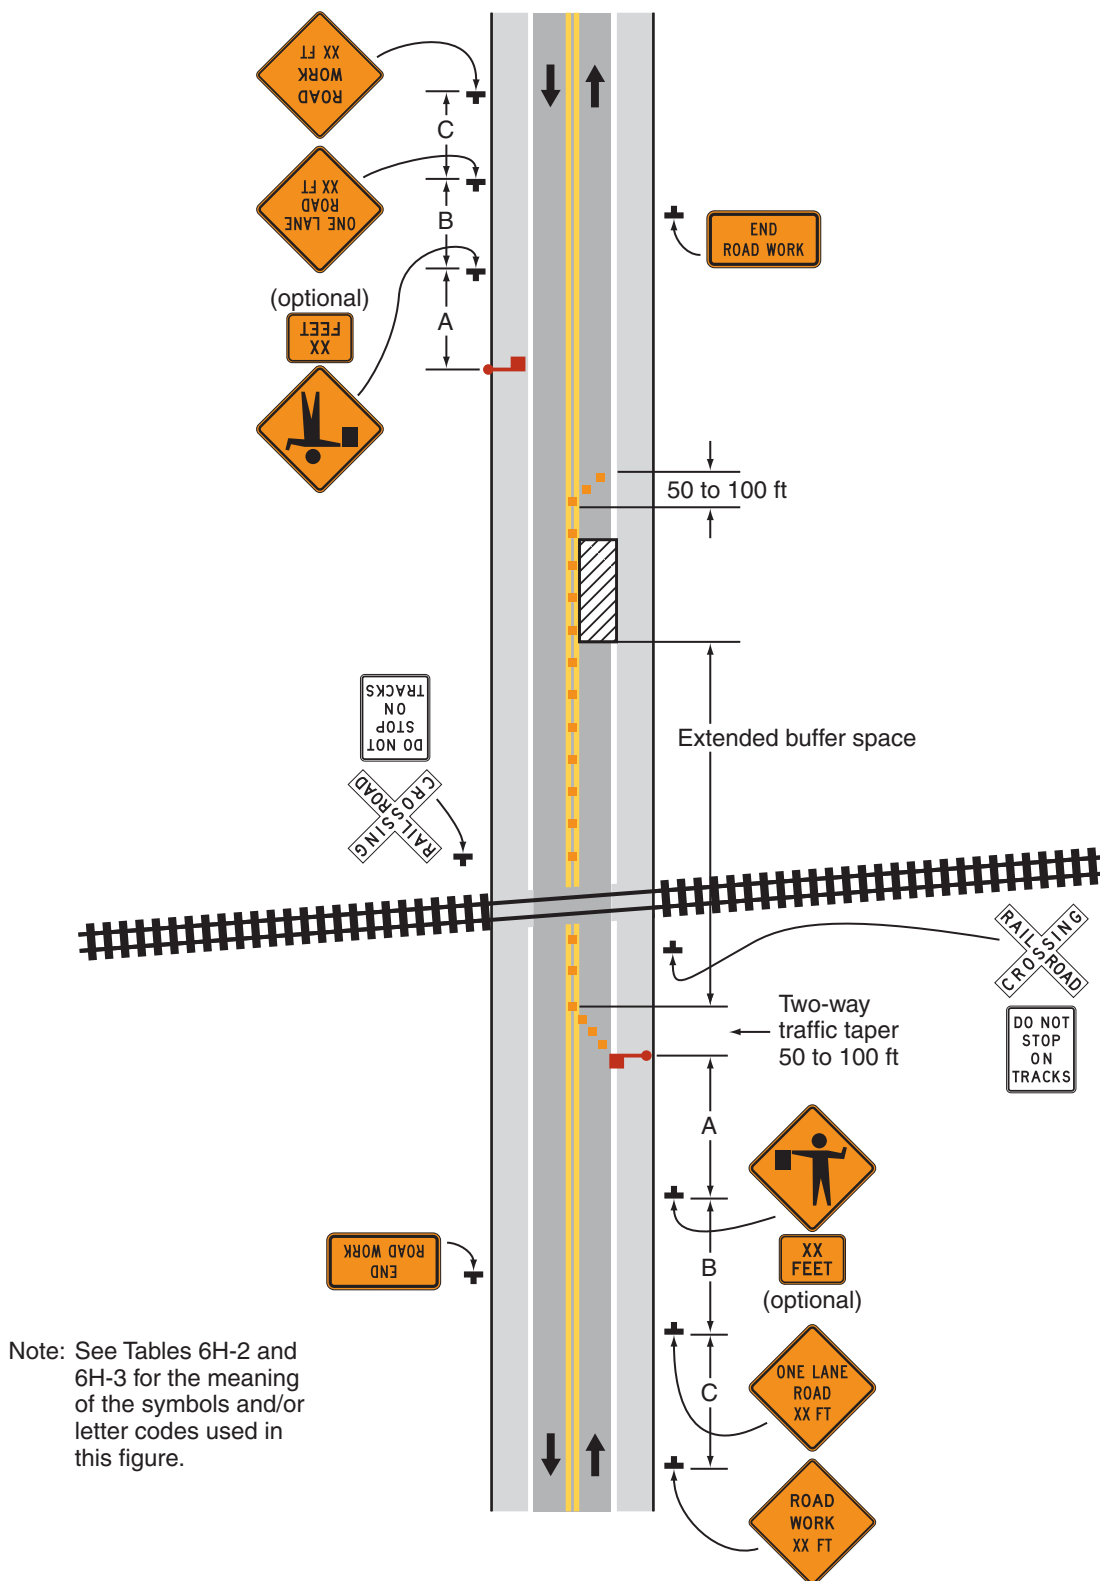 ROAD
WORK
XX FT
C
ONE LANE
ROAD
XX FT
B
END
ROAD WORK
(optional)
XX
FEET
A
50 to 100 ft
DO NOT
STOP
ON
TRACKS
Extended buffer space
RAILROAD
CROSSING
RAILROAD
CROSSING
Two-way
traffic taper
50 to 100 ft
DO NOT
STOP
ON
TRACKS
A
END
ROAD WORK
B
XX
FEET
(optional)
Note: See Tables 6H-2 and
6H-3 for the meaning
of the symbols and/or
letter codes used in
this figure.
C
ONE LANE
ROAD
XX FT
ROAD
WORK
XX FT